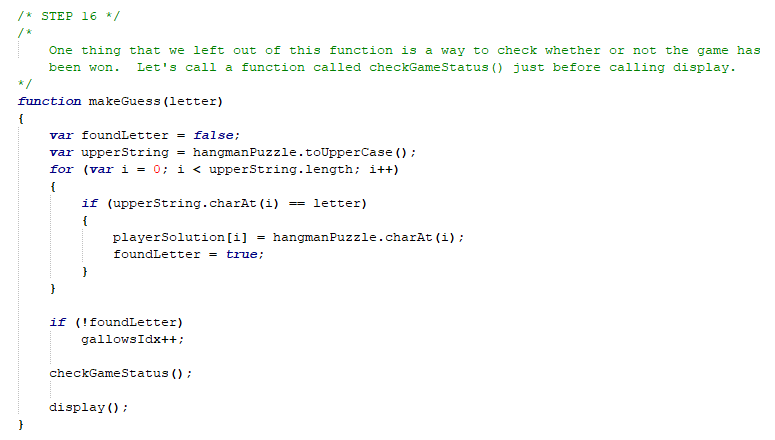 /* STEP 16 */
/*
    One thing that we left out of this function is a way to check whether or not the game has
    been won.  Let's call a function called checkGameStatus() just before calling display.
*/
function makeGuess(letter)
{
    var foundLetter = false;
    var upperString = hangmanPuzzle.toUpperCase();
    for (var i = 0; i < upperString.length; i++)
    {
        if (upperString.charAt(i) == letter)
        {
            playerSolution[i] = hangmanPuzzle.charAt(i);
            foundLetter = true;
        }
    }

    if (!foundLetter)
        gallowsIdx++;

    checkGameStatus();

    display();
}